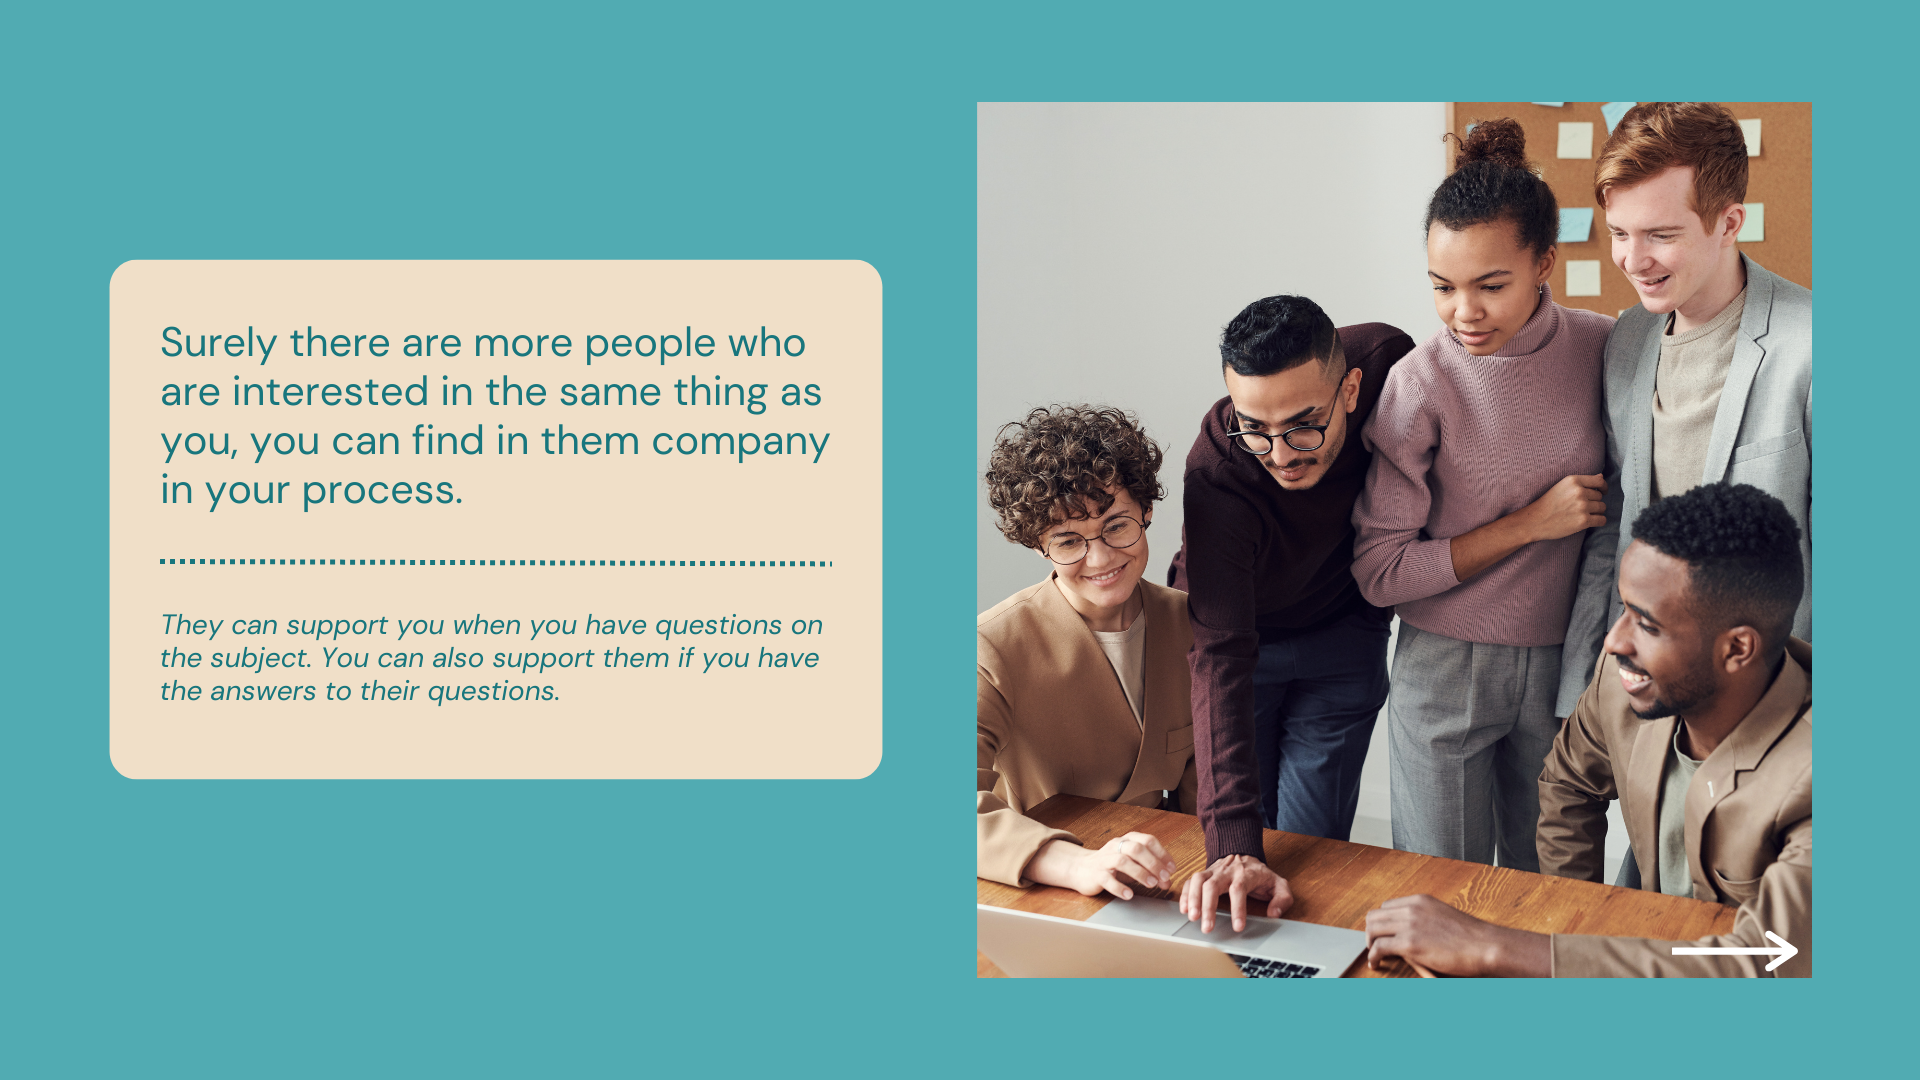 Surely there are more people who
are interested in the same thing as
you, you can find in them company
in your process.
They can support you when you have questions on
the subject. You can also support them if you have
the answers to their questions.